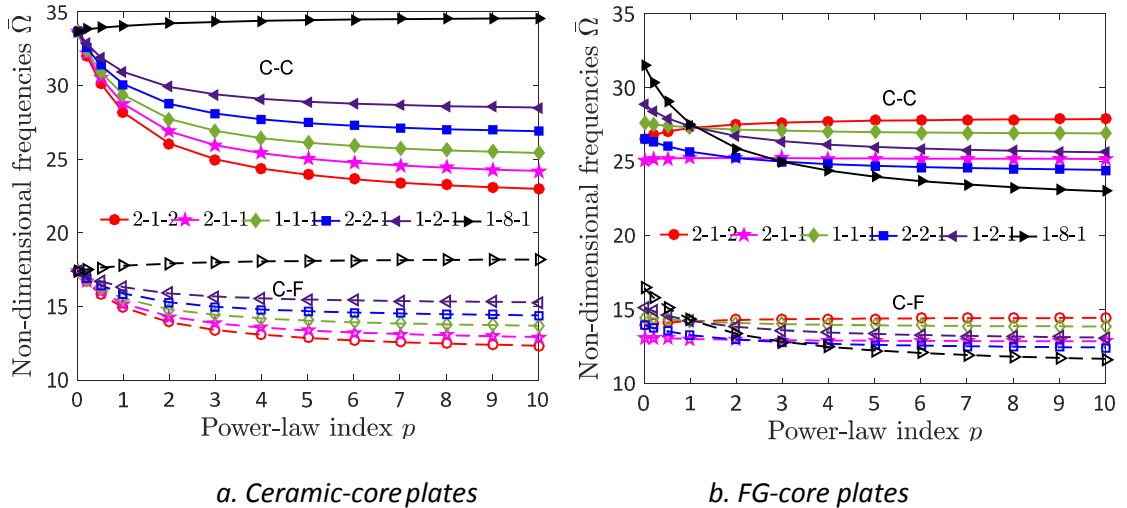 35
30
25
20
15
10
Non-dimensional frequencies Ω̄
C-C
2-1-2 2-1-1 1-1-1 2-2-1 1-2-1 1-8-1
C-F
0 1 2 3 4 5 6 7 8 9 10
Power-law index p
a. Ceramic-core plates
35
30
25
20
15
10
Non-dimensional frequencies Ω̄
C-C
2-1-2 2-1-1 1-1-1 2-2-1 1-2-1 1-8-1
C-F
0 1 2 3 4 5 6 7 8 9 10
Power-law index p
b. FG-core plates